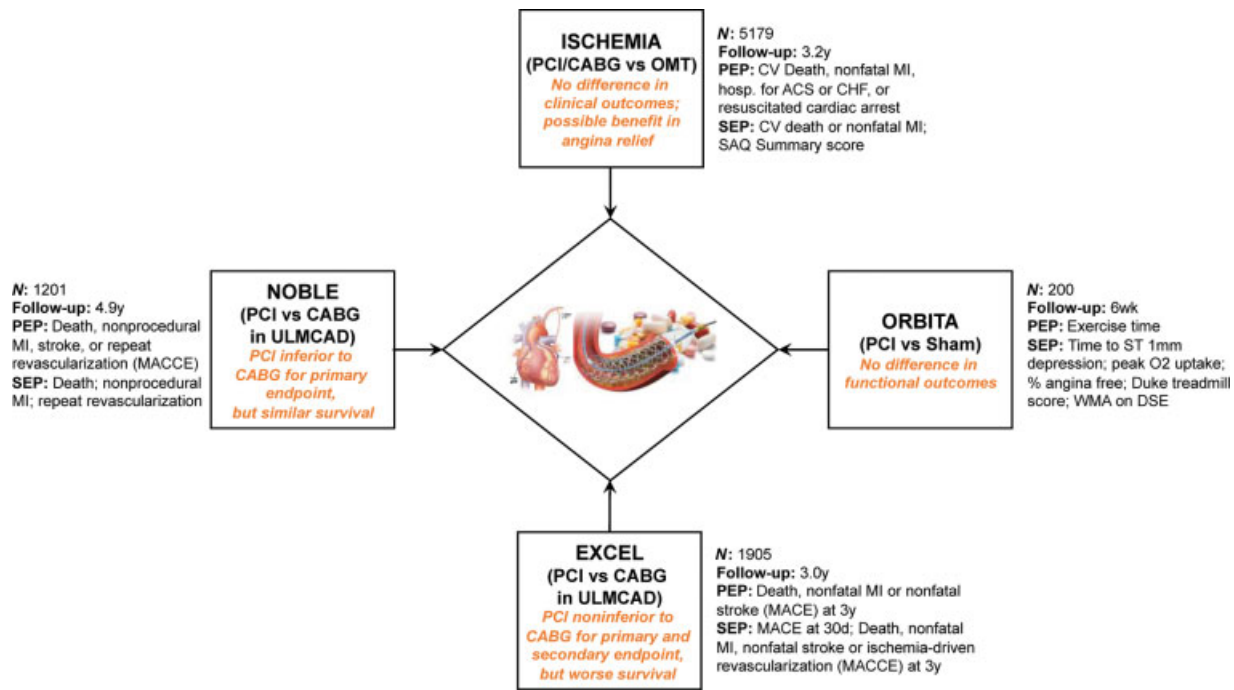 ISCHEMIA
(PCI/CABG vs OMT)
No difference in
clinical outcomes;
possible benefit in
angina relief
N: 5179
Follow-up: 3.2y
PEP: CV Death, nonfatal MI,
hosp. for ACS or CHF, or
resuscitated cardiac arrest
SEP: CV death or nonfatal MI;
SAQ Summary score
N: 1201
Follow-up: 4.9y
PEP: Death, nonprocedural
MI, stroke, or repeat
revascularization (MACCE)
SEP: Death; nonprocedural
MI; repeat revascularization
NOBLE
(PCI vs CABG
in ULMCAD)
PCI inferior to
CABG for primary
endpoint,
but similar survival
ORBITA
(PCI vs Sham)
No difference in
functional outcomes
N: 200
Follow-up: 6wk
PEP: Exercise time
SEP: Time to ST 1mm
depression; peak O2 uptake;
% angina free; Duke treadmill
score; WMA on DSE
EXCEL
(PCI vs CABG
in ULMCAD)
PCI noninferior to
CABG for primary and
secondary endpoint,
but worse survival
N: 1905
Follow-up: 3.0y
PEP: Death, nonfatal MI or nonfatal
stroke (MACE) at 3y
SEP: MACE at 30d; Death, nonfatal
MI, nonfatal stroke or ischemia-driven
revascularization (MACCE) at 3y